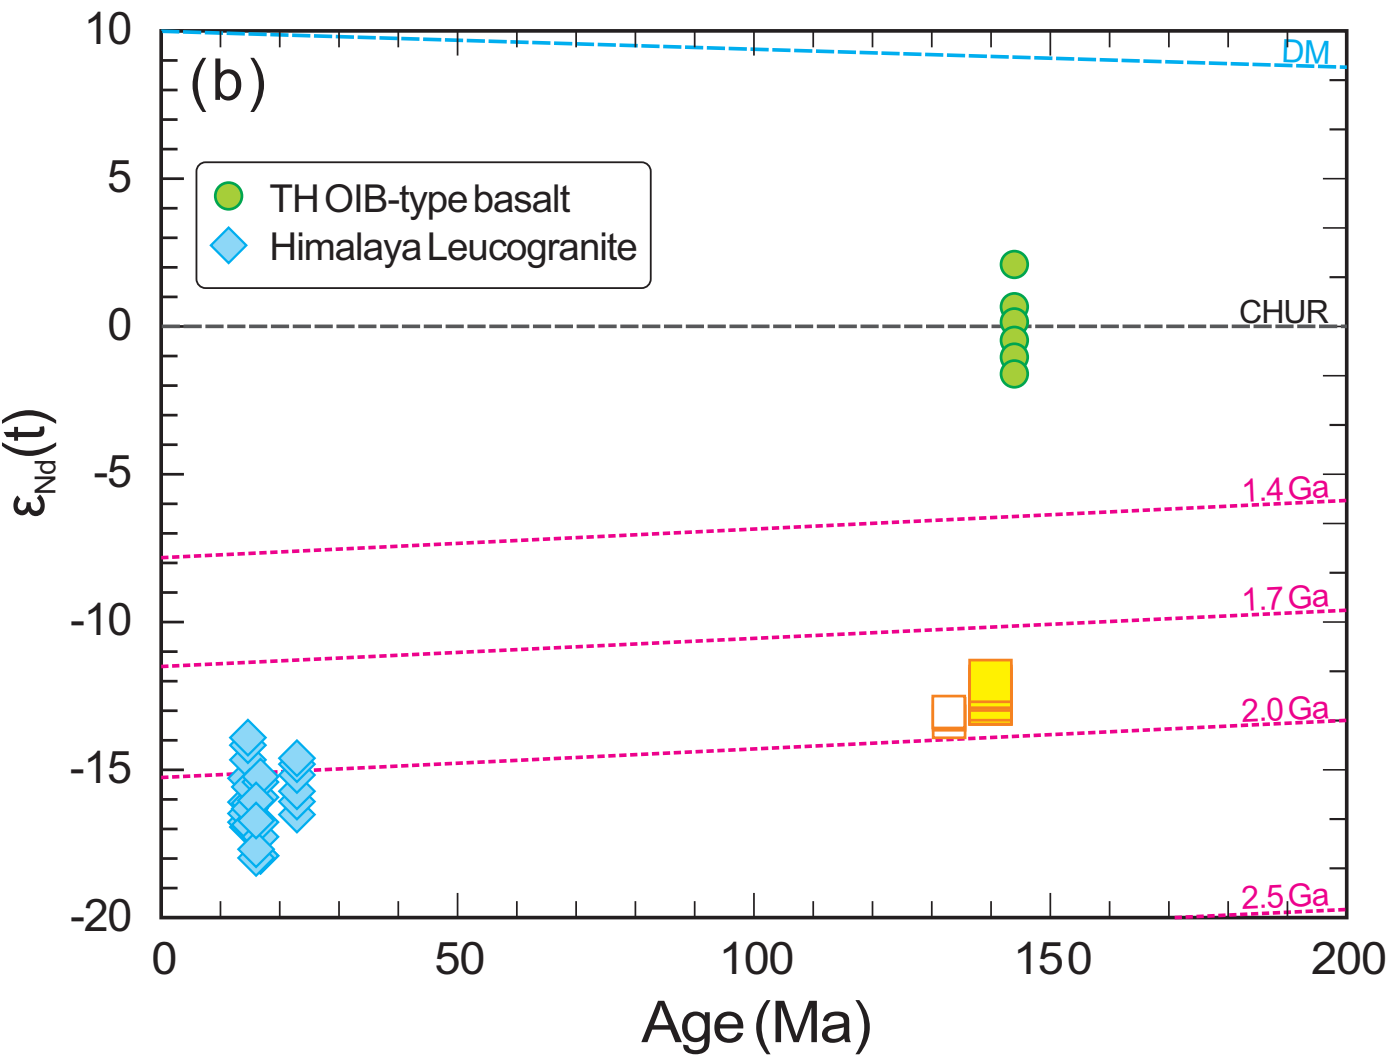 10
DM
(b)
5
TH OIB-type basalt
Himalaya Leucogranite
0
CHUR
εNd(t)
-5
1.4 Ga
1.7 Ga
-10
2.0 Ga
-15
2.5 Ga
-20
0 50 100 150 200
Age (Ma)